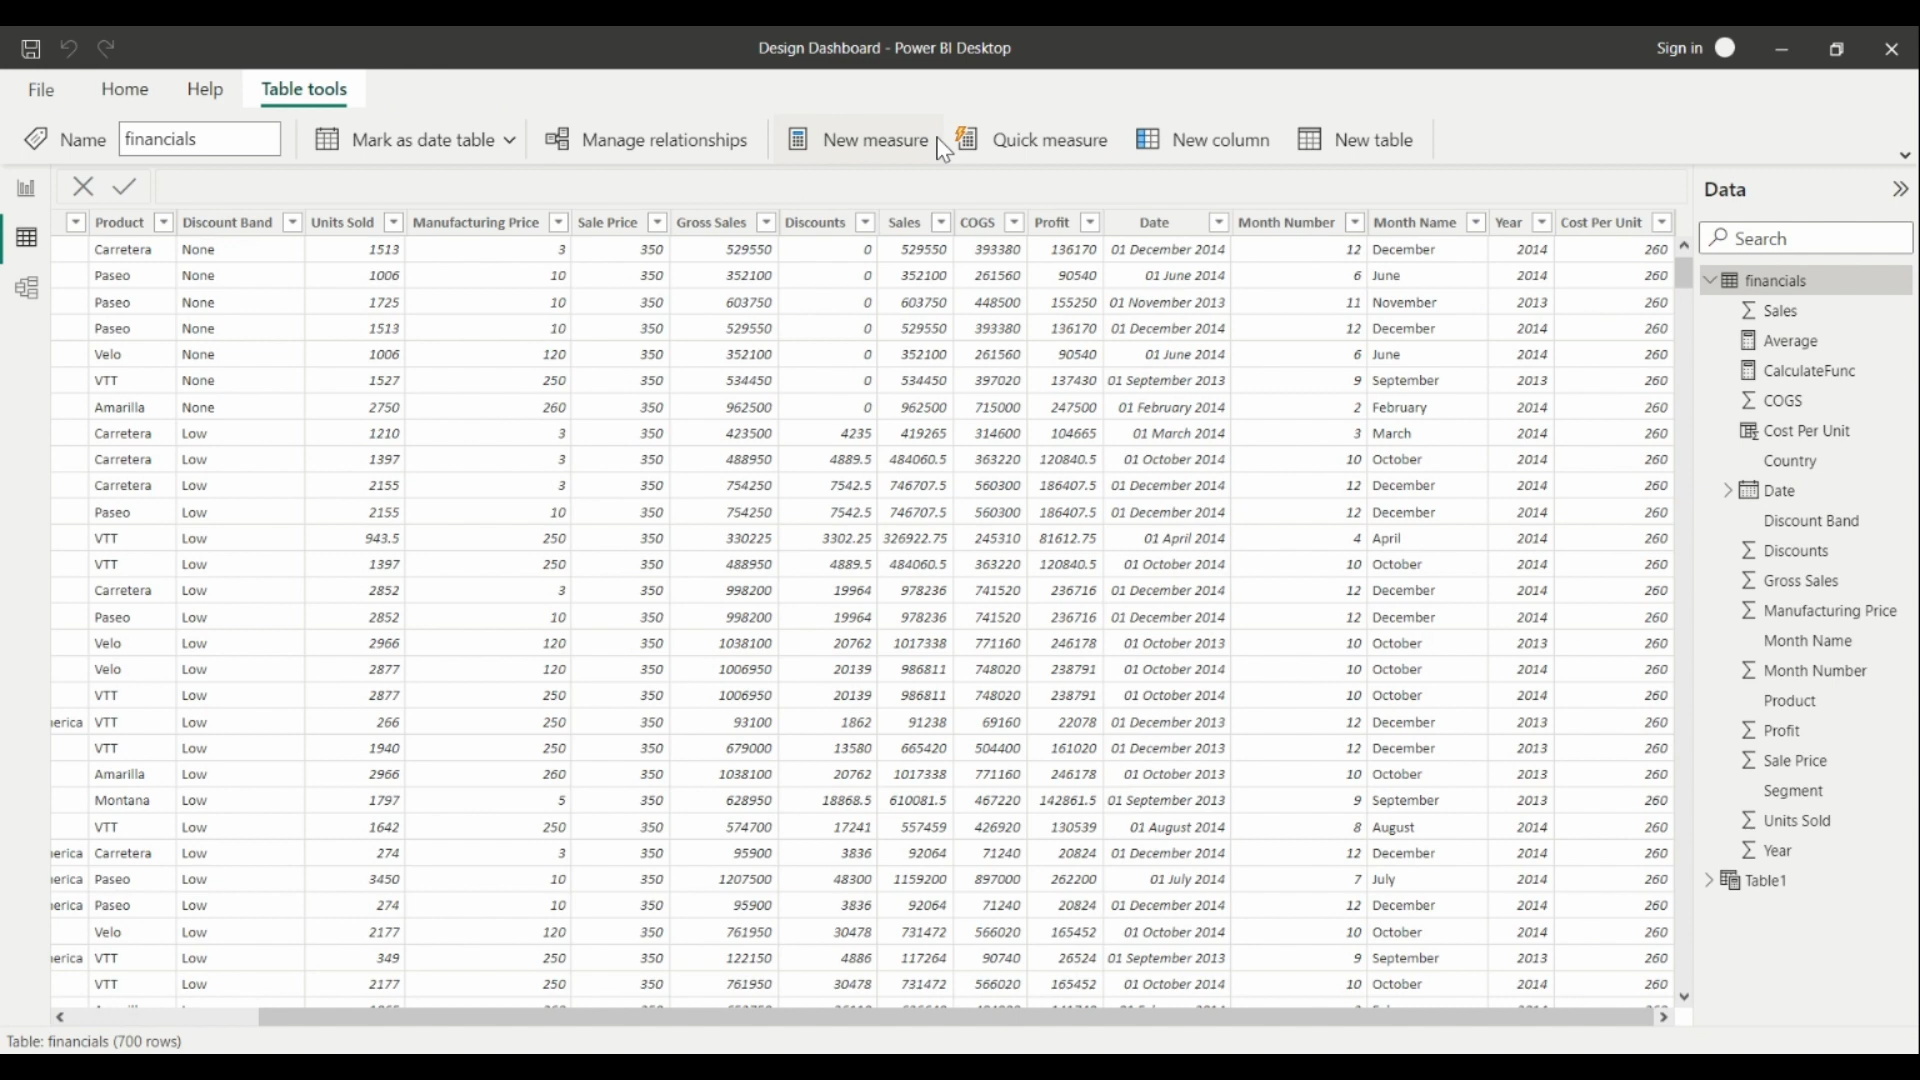 Design Dashboard - Power BI Desktop
Sign in
File Home Help Table tools
Name financials Mark as date table Manage relationships New measure Quick measure New column New table
Product Discount Band Units Sold Manufacturing Price Sale Price Gross Sales Discounts Sales COGS Profit Date Month Number Month Name Year Cost Per Unit
Carretera None 1513 3 350 529550 0 529550 393380 136170 01 December 2014 12 December 2014 260
Paseo None 1006 10 350 352100 0 352100 261560 90540 01 June 2014 6 June 2014 260
Paseo None 1725 10 350 603750 0 603750 448500 155250 01 November 2013 11 November 2013 260
Paseo None 1513 10 350 529550 0 529550 393380 136170 01 December 2014 12 December 2014 260
Velo None 1006 120 350 352100 0 352100 261560 90540 01 June 2014 6 June 2014 260
VTT None 1527 250 350 534450 0 534450 397020 137430 01 September 2013 9 September 2013 260
Amarilla None 2750 260 350 962500 0 962500 715000 247500 01 February 2014 2 February 2014 260
Carretera Low 1210 3 350 423500 4235 419265 314600 104665 01 March 2014 3 March 2014 260
Carretera Low 1397 3 350 488950 4889.5 484060.5 363220 120840.5 01 October 2014 10 October 2014 260
Carretera Low 2155 3 350 754250 7542.5 746707.5 560300 186407.5 01 December 2014 12 December 2014 260
Paseo Low 2155 10 350 754250 7542.5 746707.5 560300 186407.5 01 December 2014 12 December 2014 260
VTT Low 943.5 250 350 330225 3302.25 326922.75 245310 81612.75 01 April 2014 4 April 2014 260
VTT Low 1397 250 350 488950 4889.5 484060.5 363220 120840.5 01 October 2014 10 October 2014 260
Carretera Low 2852 3 350 998200 19964 978236 741520 236716 01 December 2014 12 December 2014 260
Paseo Low 2852 10 350 998200 19964 978236 741520 236716 01 December 2014 12 December 2014 260
Velo Low 2966 120 350 1038100 20762 1017338 771160 246178 01 October 2013 10 October 2013 260
Velo Low 2877 120 350 1006950 20139 986811 748020 238791 01 October 2014 10 October 2014 260
VTT Low 2877 250 350 1006950 20139 986811 748020 238791 01 October 2014 10 October 2014 260
erica VTT Low 266 250 350 93100 1862 91238 69160 22078 01 December 2013 12 December 2013 260
VTT Low 1940 250 350 679000 13580 665420 504400 161020 01 December 2013 12 December 2013 260
Amarilla Low 2966 260 350 1038100 20762 1017338 771160 246178 01 October 2013 10 October 2013 260
Montana Low 1797 5 350 628950 18868.5 610081.5 467220 142861.5 01 September 2013 9 September 2013 260
VTT Low 1642 250 350 574700 17241 557459 426920 130539 01 August 2014 8 August 2014 260
erica Carretera Low 274 3 350 95900 3836 92064 71240 20824 01 December 2014 12 December 2014 260
erica Paseo Low 3450 10 350 1207500 48300 1159200 897000 262200 01 July 2014 7 July 2014 260
erica Paseo Low 274 10 350 95900 3836 92064 71240 20824 01 December 2014 12 December 2014 260
Velo Low 2177 120 350 761950 30478 731472 566020 165452 01 October 2014 10 October 2014 260
erica VTT Low 349 250 350 122150 4886 117264 90740 26524 01 September 2013 9 September 2013 260
VTT Low 2177 250 350 761950 30478 731472 566020 165452 01 October 2014 10 October 2014 260
Data
Search
financials
Sales
Average
CalculateFunc
COGS
Cost Per Unit
Country
Date
Discount Band
Discounts
Gross Sales
Manufacturing Price
Month Name
Month Number
Product
Profit
Sale Price
Segment
Units Sold
Year
Table1
Table: financials (700 rows)